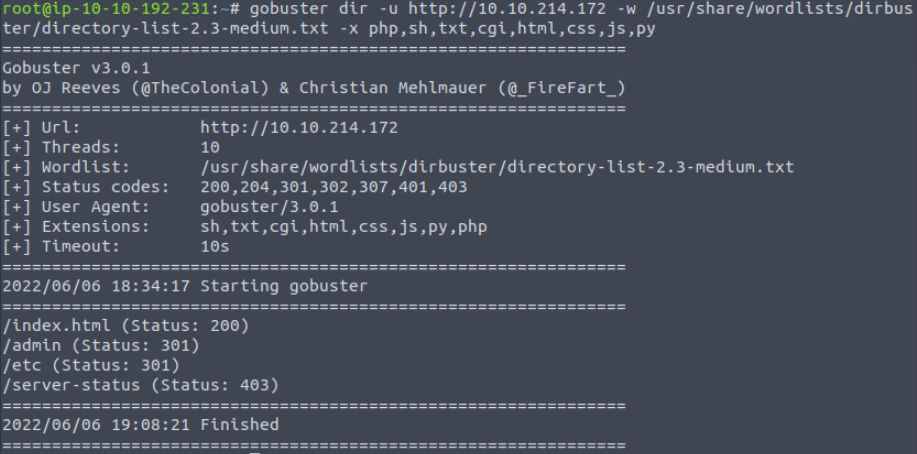 root@ip-10-10-192-231:~# gobuster dir -u http://10.10.214.172 -w /usr/share/wordlists/dirbus
ter/directory-list-2.3-medium.txt -x php,sh,txt,cgi,html,css,js,py
===============================================================
Gobuster v3.0.1
by OJ Reeves (@TheColonial) & Christian Mehlmauer (@_FireFart_)
===============================================================
[+] Url:            http://10.10.214.172
[+] Threads:        10
[+] Wordlist:       /usr/share/wordlists/dirbuster/directory-list-2.3-medium.txt
[+] Status codes:   200,204,301,302,307,401,403
[+] User Agent:     gobuster/3.0.1
[+] Extensions:     sh,txt,cgi,html,css,js,py,php
[+] Timeout:        10s
===============================================================
2022/06/06 18:34:17 Starting gobuster
===============================================================
/index.html (Status: 200)
/admin (Status: 301)
/etc (Status: 301)
/server-status (Status: 403)
===============================================================
2022/06/06 19:08:21 Finished
===============================================================